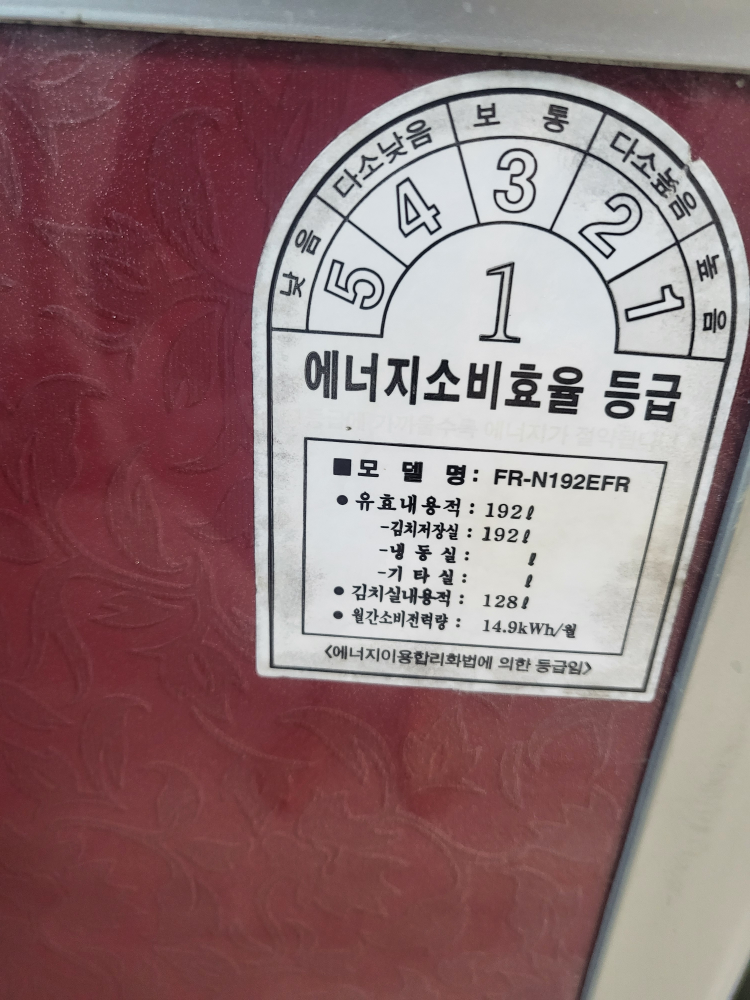 낮음 다소낮음 보통 다소높음 높음
5 4 3 2 1
1
에너지소비효율 등급
■모 델 명: FR-N192EFR
● 유효내용적: 192ℓ
-김치저장실: 192ℓ
-냉 동 실: ℓ
-기 타 실: ℓ
● 김치실내용적: 128ℓ
● 월간소비전력량: 14.9kWh/월
<에너지이용합리화법에 의한 등급임>